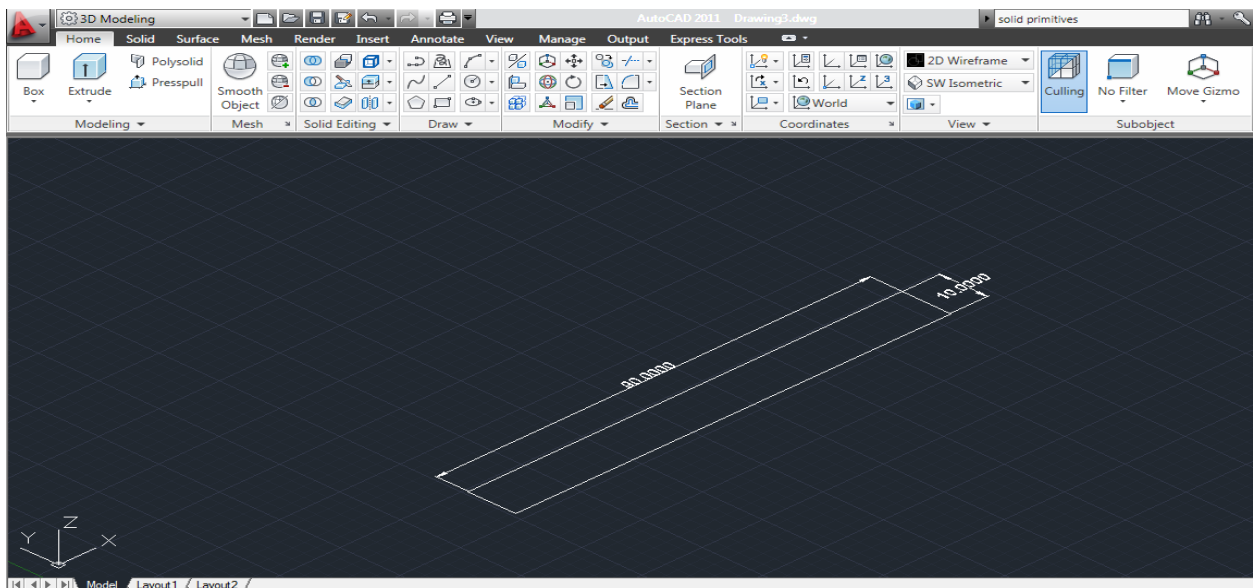 3D Modeling AutoCAD 2011 Drawing3.dwg solid primitives
Home Solid Surface Mesh Render Insert Annotate View Manage Output Express Tools
Box Extrude Polysolid Presspull Smooth Object Section Plane World 2D Wireframe SW Isometric Culling No Filter Move Gizmo
Modeling Mesh Solid Editing Draw Modify Section Coordinates View Subobject
10.0000
90.0000
Z
Y X
Model Layout1 Layout2